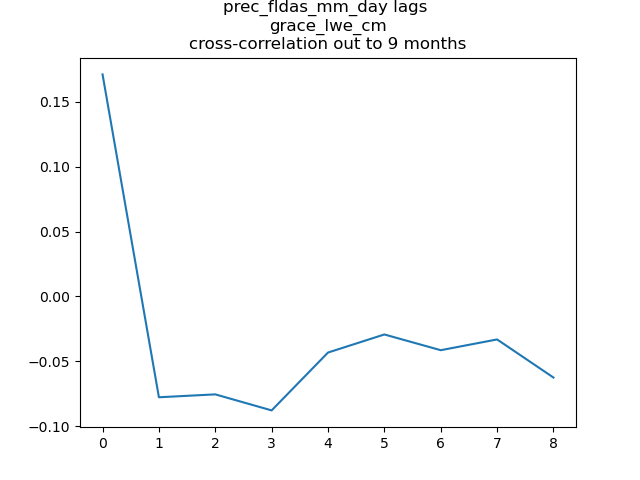 prec_fldas_mm_day lags
grace_lwe_cm
cross-correlation out to 9 months
0.15
0.10
0.05
0.00
−0.05
−0.10
0 1 2 3 4 5 6 7 8